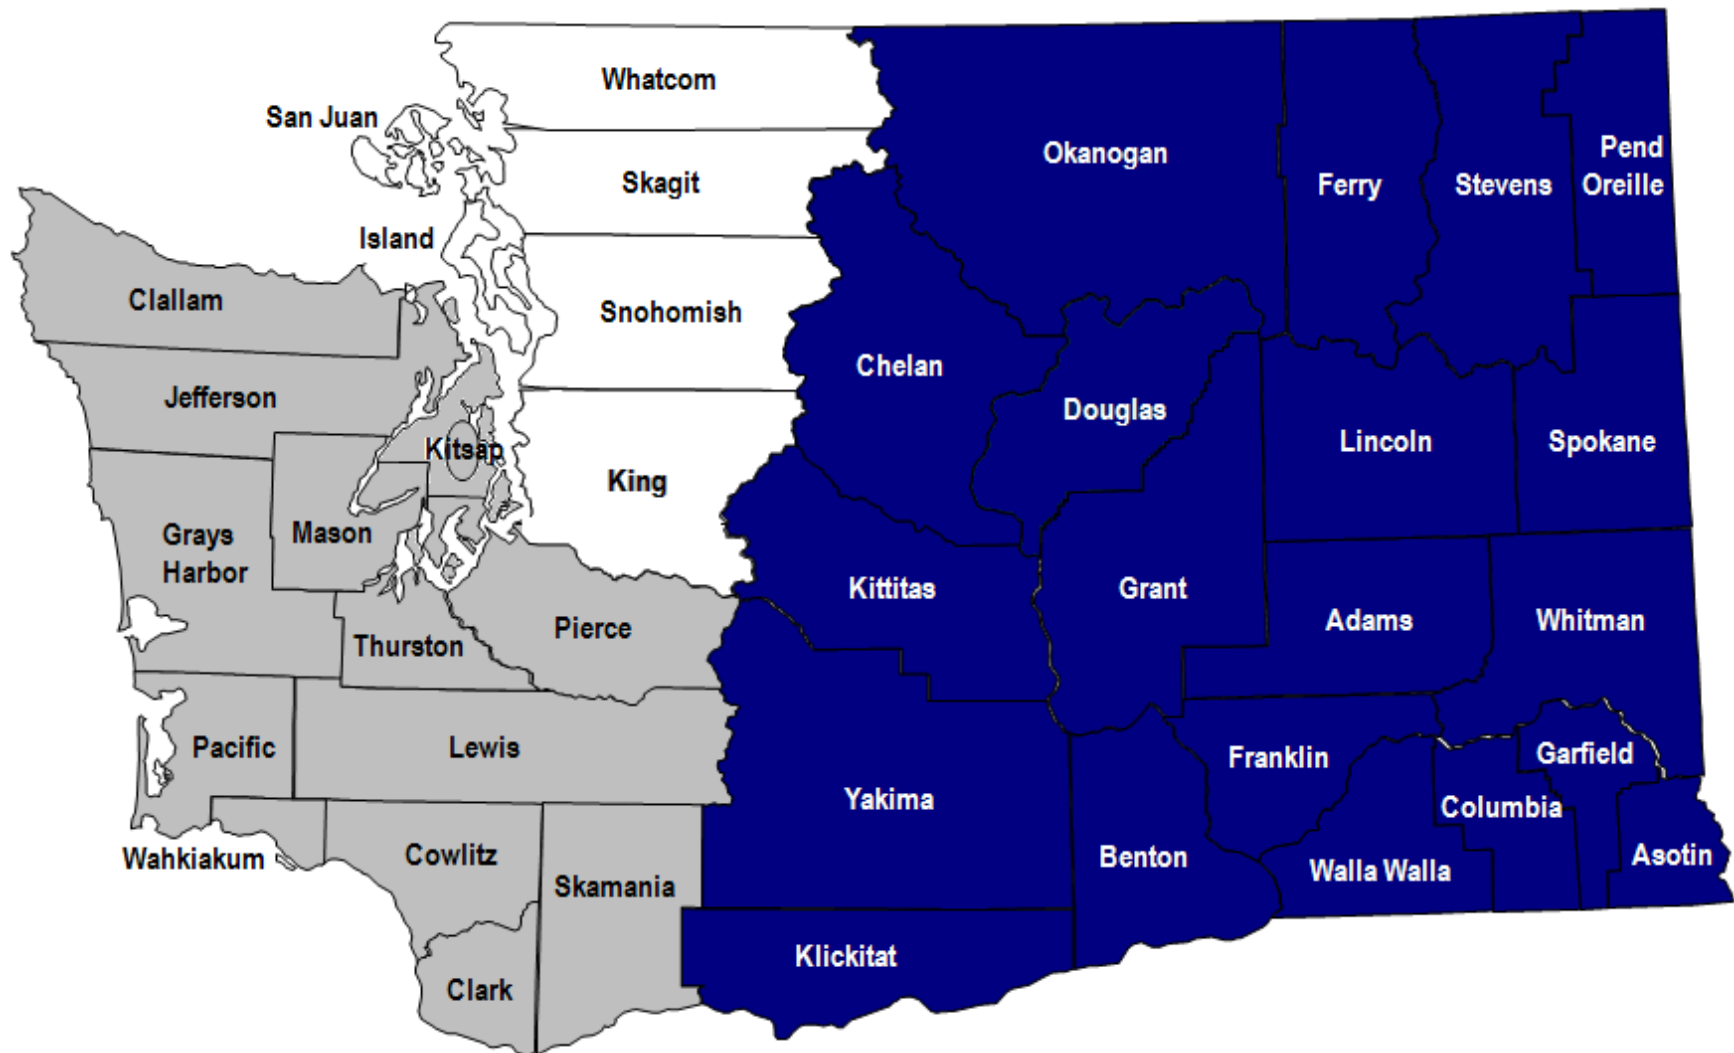 Whatcom
San Juan
Okanogan
Pend
Oreille
Skagit
Ferry
Stevens
Island
Clallam
Snohomish
Chelan
Jefferson
Douglas
Kitsap
Lincoln
Spokane
King
Grays
Harbor
Mason
Kittitas
Grant
Adams
Whitman
Pierce
Thurston
Pacific
Lewis
Franklin
Garfield
Yakima
Columbia
Wahkiakum
Cowlitz
Skamania
Benton
Walla Walla
Asotin
Klickitat
Clark